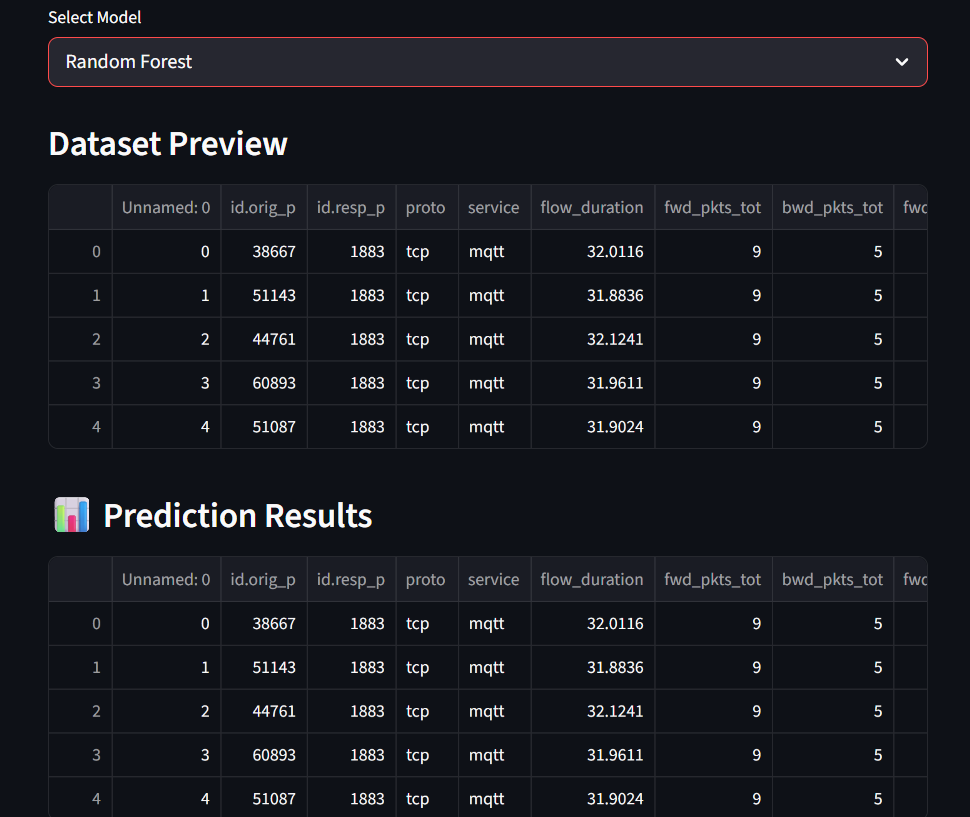 Select Model
Random Forest
Dataset Preview
Unnamed: 0 id.orig_p id.resp_p proto service flow_duration fwd_pkts_tot bwd_pkts_tot
0 0 38667 1883 tcp mqtt 32.0116 9 5
1 1 51143 1883 tcp mqtt 31.8836 9 5
2 2 44761 1883 tcp mqtt 32.1241 9 5
3 3 60893 1883 tcp mqtt 31.9611 9 5
4 4 51087 1883 tcp mqtt 31.9024 9 5
Prediction Results
Unnamed: 0 id.orig_p id.resp_p proto service flow_duration fwd_pkts_tot bwd_pkts_tot
0 0 38667 1883 tcp mqtt 32.0116 9 5
1 1 51143 1883 tcp mqtt 31.8836 9 5
2 2 44761 1883 tcp mqtt 32.1241 9 5
3 3 60893 1883 tcp mqtt 31.9611 9 5
4 4 51087 1883 tcp mqtt 31.9024 9 5